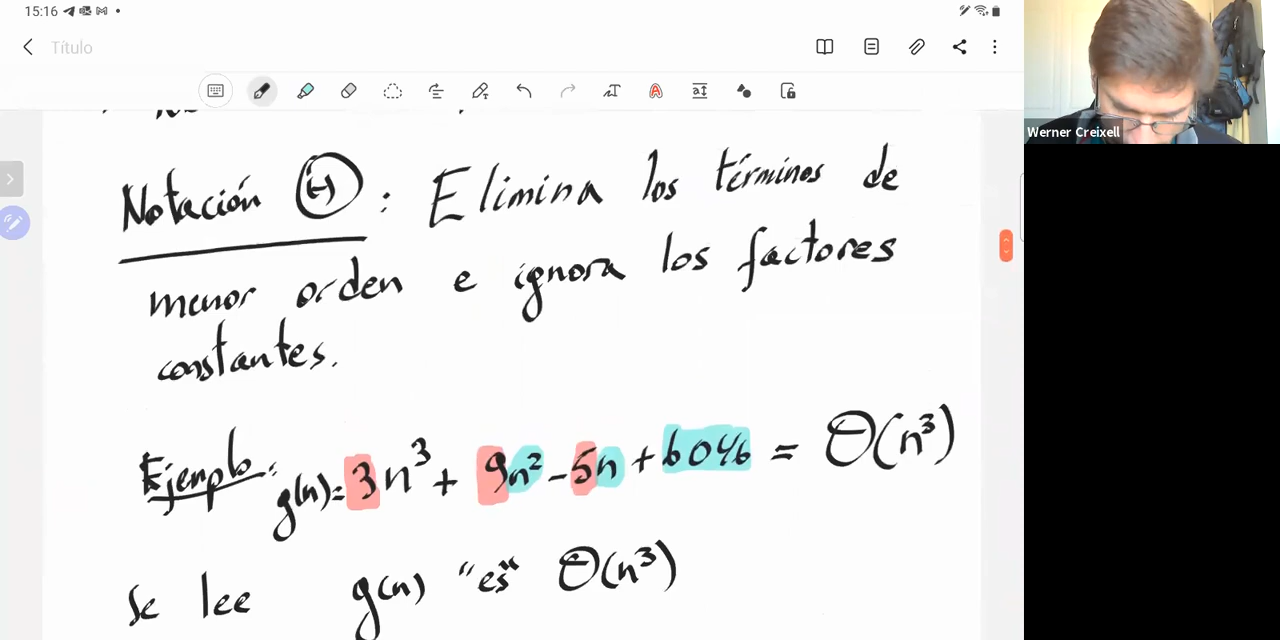 15:16
Título
Werner Creixell
Notación Θ : Elimina los términos de
menor orden e ignora los factores
constantes.
Ejemplo: g(n)= 3n³ + 9n² - 5n + 6046 = Θ(n³)
Se lee g(n) "es" Θ(n³)